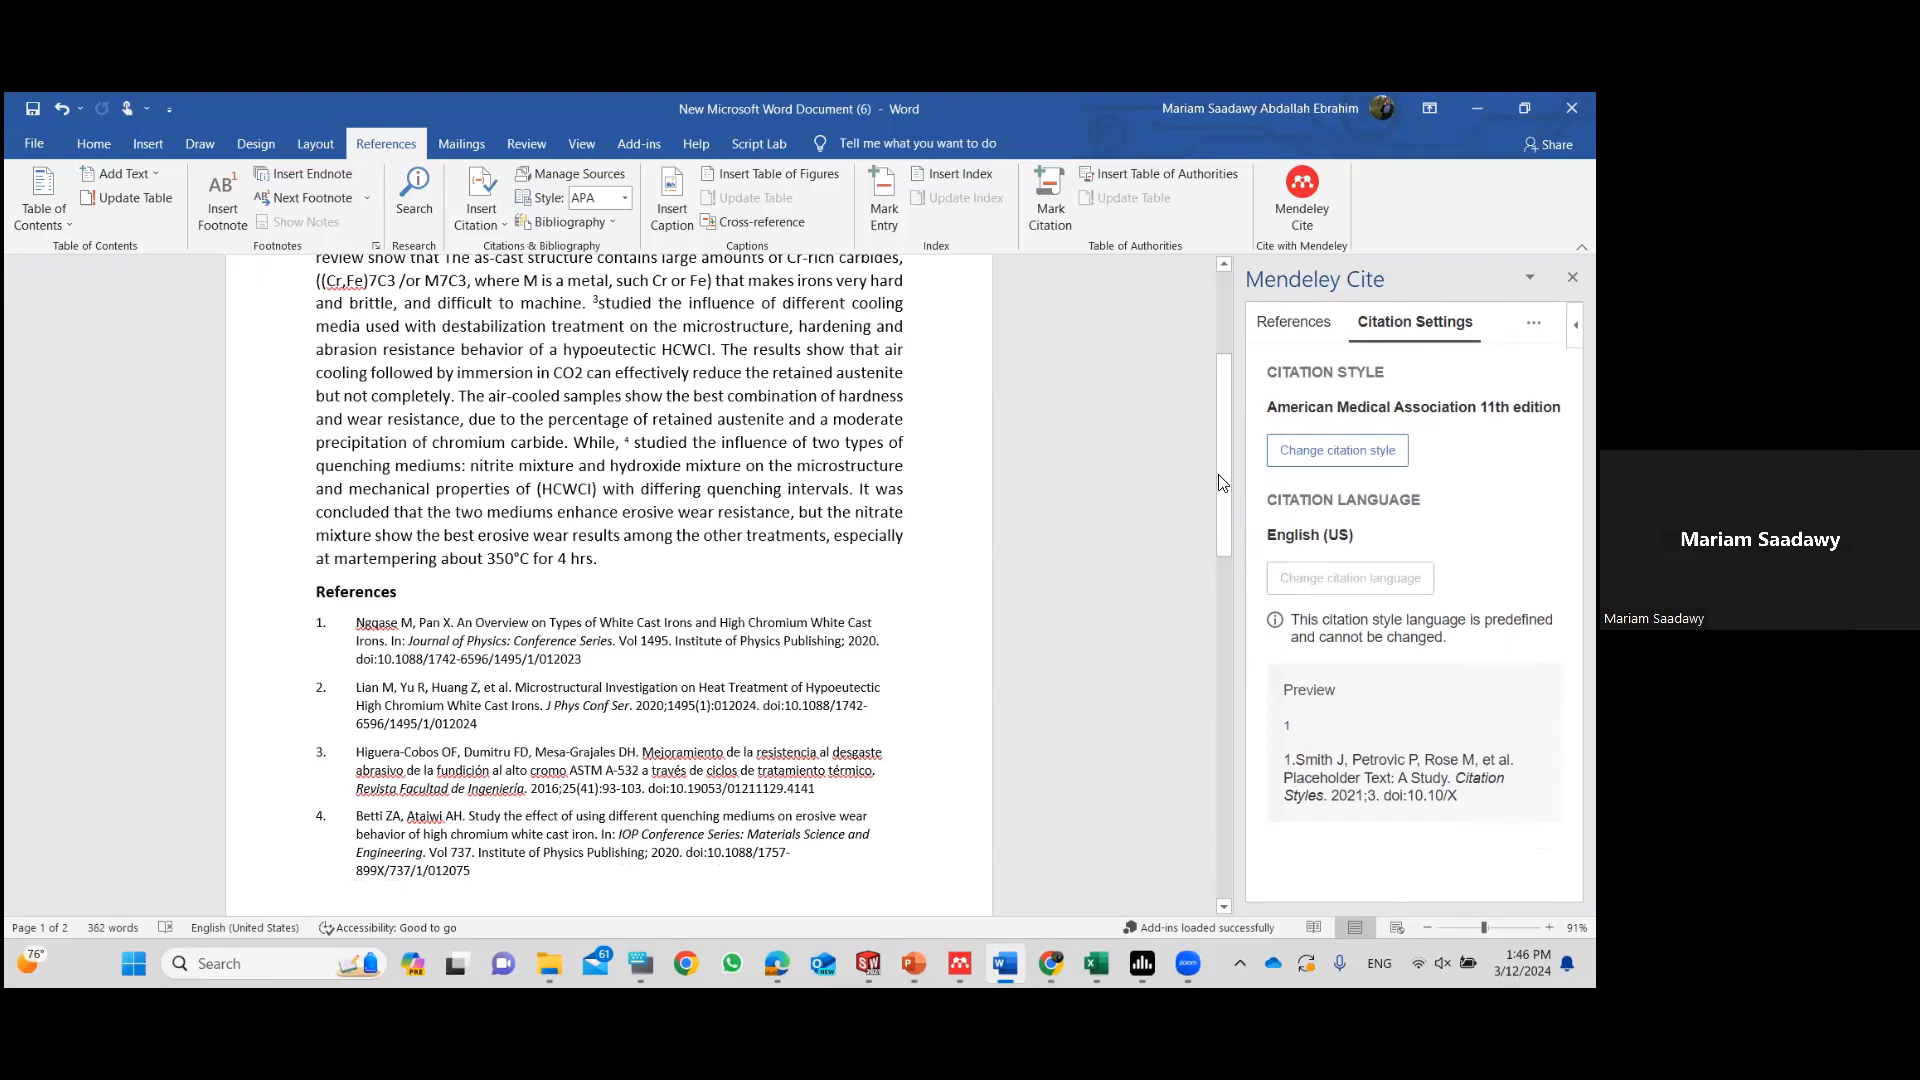 New Microsoft Word Document (6) - Word
Mariam Saadawy Abdallah Ebrahim
File Home Insert Draw Design Layout References Mailings Review View Add-ins Help Script Lab Tell me what you want to do Share
Table of Contents
Add Text
Update Table
Table of Contents
AB1 Insert Footnote
Insert Endnote
Next Footnote
Show Notes
Footnotes
Search
Research
Insert Citation
Manage Sources
Style: APA
Bibliography
Citations & Bibliography
Insert Caption
Insert Table of Figures
Update Table
Cross-reference
Captions
Mark Entry
Insert Index
Update Index
Index
Mark Citation
Insert Table of Authorities
Update Table
Table of Authorities
Mendeley Cite
Cite with Mendeley
review show that The as-cast structure contains large amounts of Cr-rich carbides,
((Cr,Fe)7C3 /or M7C3, where M is a metal, such Cr or Fe) that makes irons very hard
and brittle, and difficult to machine. 3studied the influence of different cooling
media used with destabilization treatment on the microstructure, hardening and
abrasion resistance behavior of a hypoeutectic HCWCI. The results show that air
cooling followed by immersion in CO2 can effectively reduce the retained austenite
but not completely. The air-cooled samples show the best combination of hardness
and wear resistance, due to the percentage of retained austenite and a moderate
precipitation of chromium carbide. While, 4 studied the influence of two types of
quenching mediums: nitrite mixture and hydroxide mixture on the microstructure
and mechanical properties of (HCWCI) with differing quenching intervals. It was
concluded that the two mediums enhance erosive wear resistance, but the nitrate
mixture show the best erosive wear results among the other treatments, especially
at martempering about 350°C for 4 hrs.
References
1. Ngqase M, Pan X. An Overview on Types of White Cast Irons and High Chromium White Cast
Irons. In: Journal of Physics: Conference Series. Vol 1495. Institute of Physics Publishing; 2020.
doi:10.1088/1742-6596/1495/1/012023
2. Lian M, Yu R, Huang Z, et al. Microstructural Investigation on Heat Treatment of Hypoeutectic
High Chromium White Cast Irons. J Phys Conf Ser. 2020;1495(1):012024. doi:10.1088/1742-
6596/1495/1/012024
3. Higuera-Cobos OF, Dumitru FD, Mesa-Grajales DH. Mejoramiento de la resistencia al desgaste
abrasivo de la fundición al alto cromo ASTM A-532 a través de ciclos de tratamiento térmico.
Revista Facultad de Ingeniería. 2016;25(41):93-103. doi:10.19053/01211129.4141
4. Betti ZA, Ataiwi AH. Study the effect of using different quenching mediums on erosive wear
behavior of high chromium white cast iron. In: IOP Conference Series: Materials Science and
Engineering. Vol 737. Institute of Physics Publishing; 2020. doi:10.1088/1757-
899X/737/1/012075
Mendeley Cite
References Citation Settings ...
CITATION STYLE
American Medical Association 11th edition
Change citation style
CITATION LANGUAGE
English (US)
Change citation language
This citation style language is predefined
and cannot be changed.
Preview
1
1.Smith J, Petrovic P, Rose M, et al.
Placeholder Text: A Study. Citation
Styles. 2021;3. doi:10.10/X
Mariam Saadawy
Mariam Saadawy
Page 1 of 2 362 words English (United States) Accessibility: Good to go Add-ins loaded successfully 91%
76° Search PRE 61 NEW SW zoom ENG 1:46 PM
3/12/2024